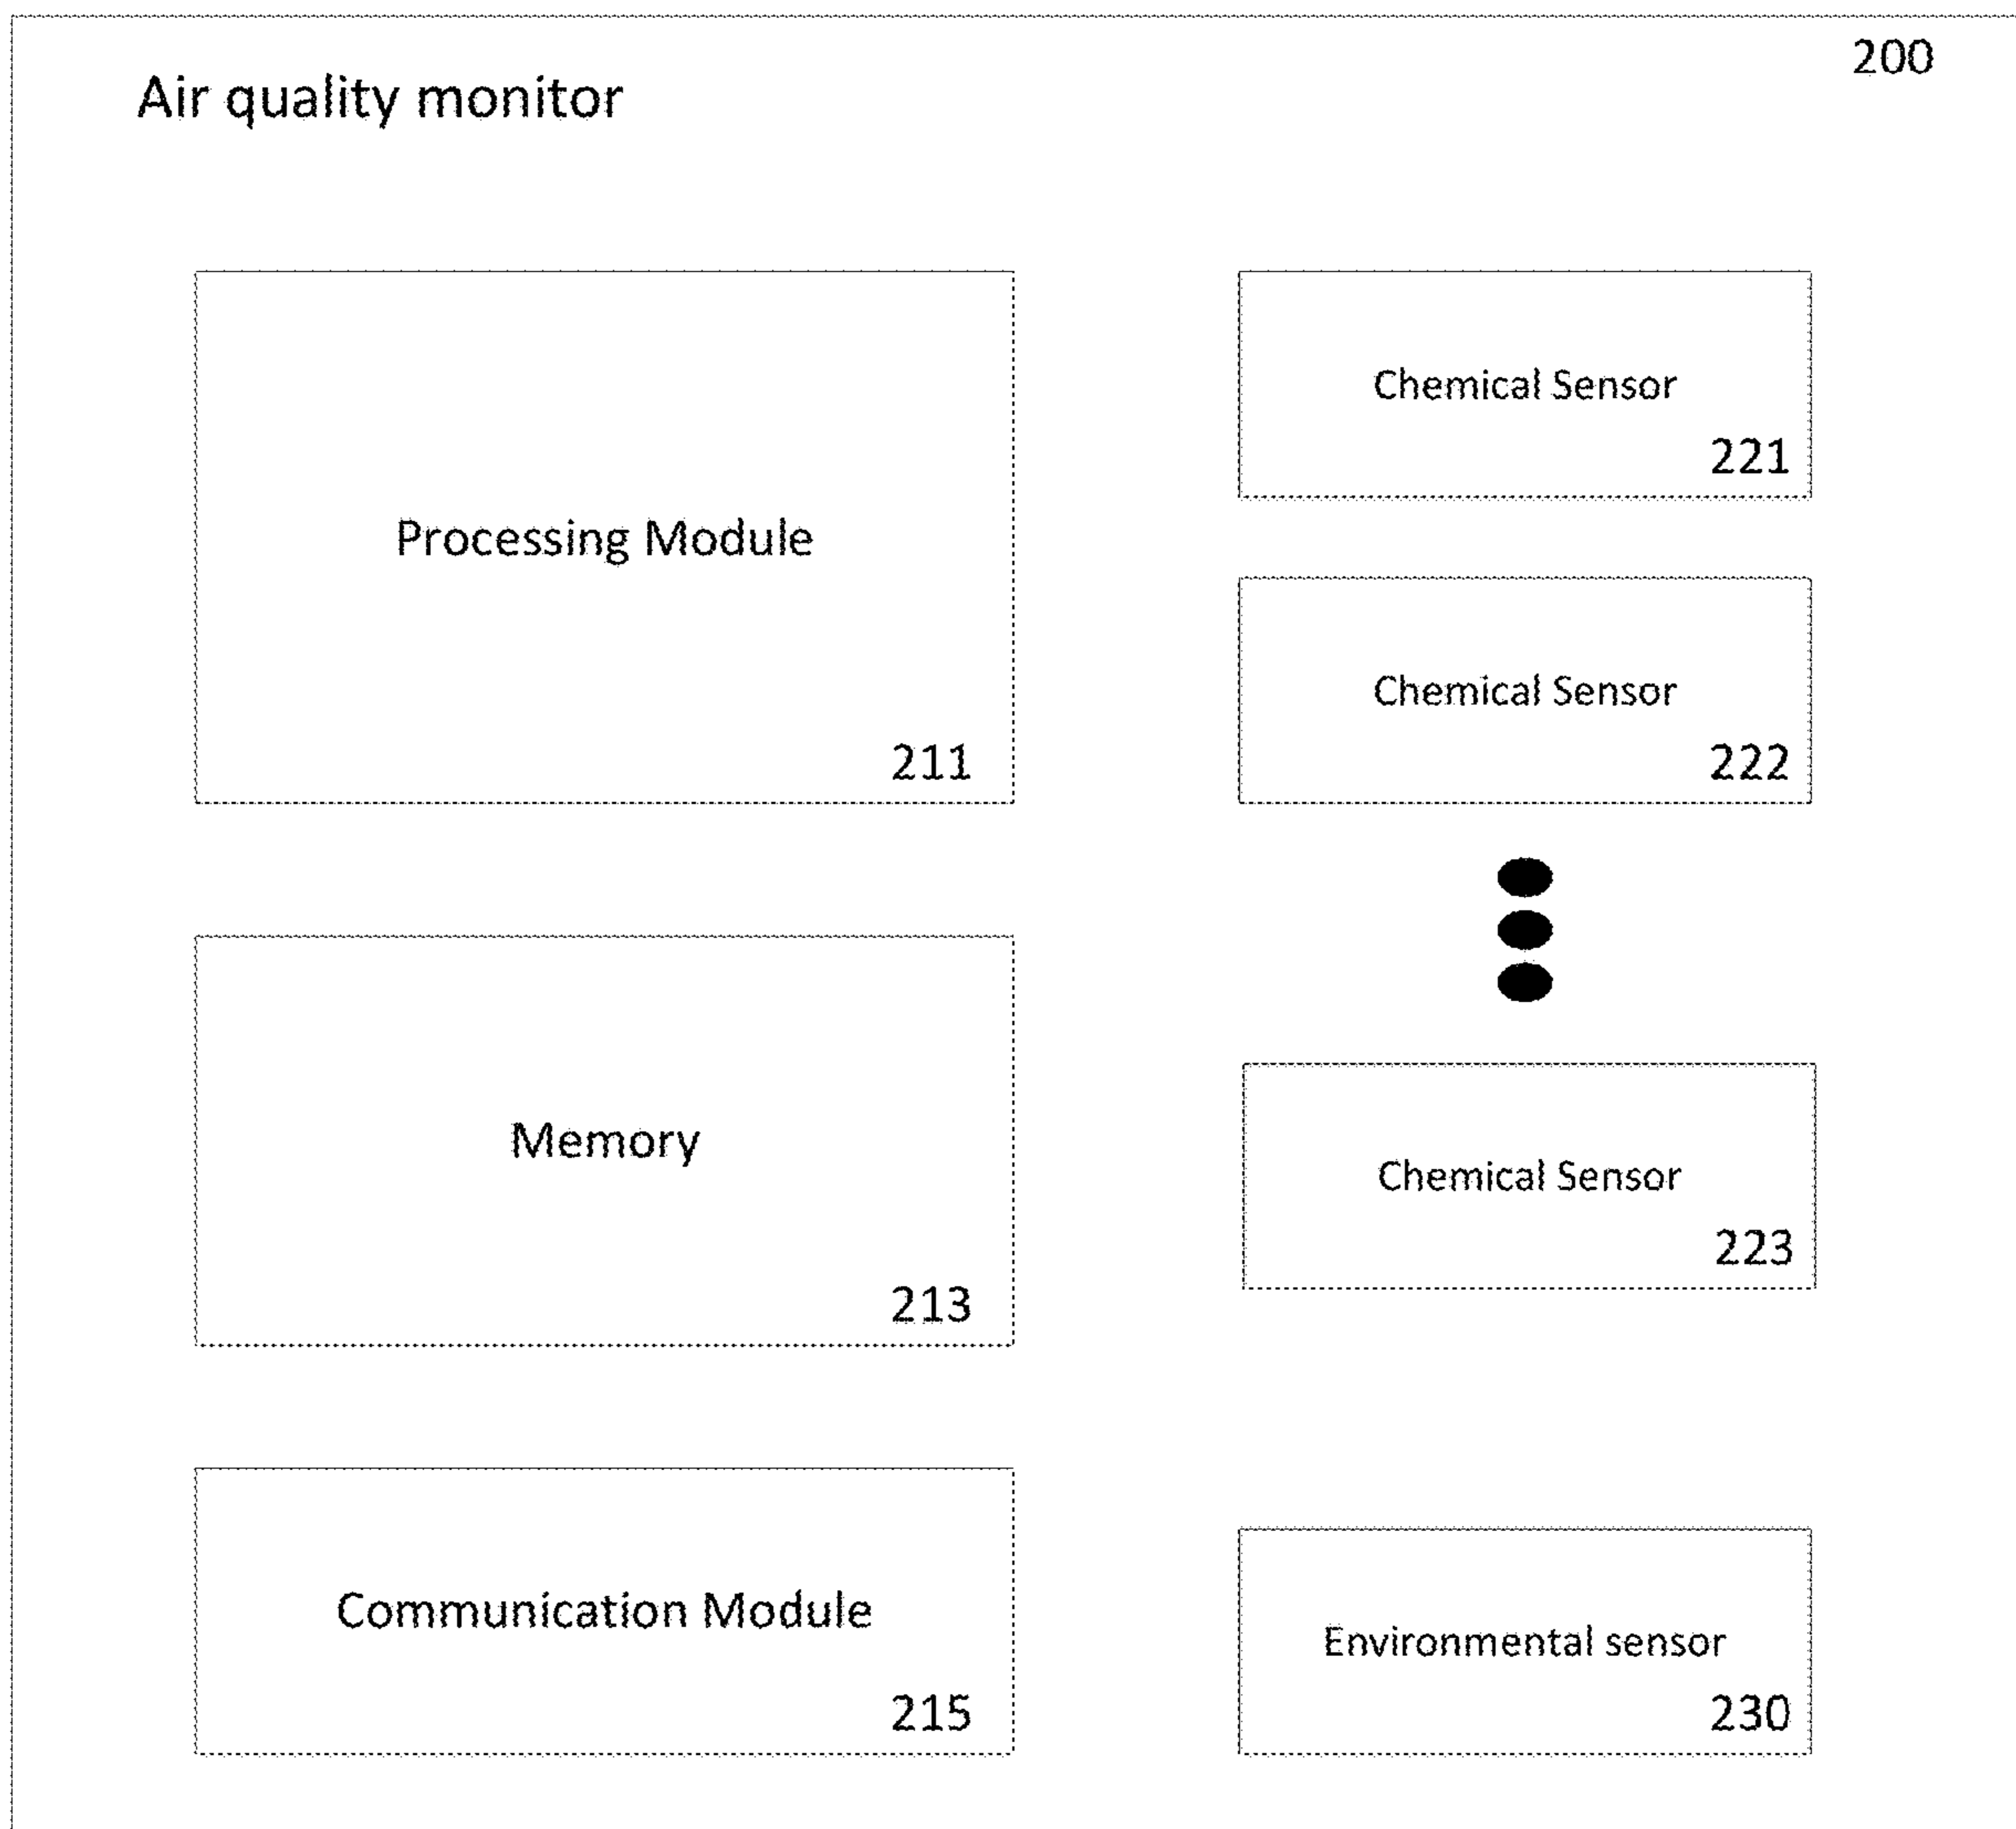 200
Air quality monitor
Processing Module
211
Memory
213
Communication Module
215
Chemical Sensor
221
Chemical Sensor
222
Chemical Sensor
223
Environmental sensor
230